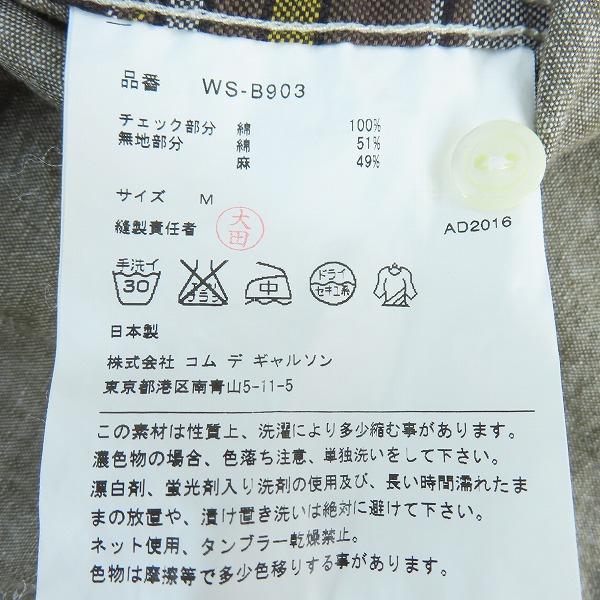 品番 WS-B903
チェック部分 綿 100%
無地部分 綿 51%
麻 49%
サイズ M
縫製責任者 大田
AD2016
手洗イ 30 エンソサラシ 中 ドライ セキユ系
日本製
株式会社 コム デ ギャルソン
東京都港区南青山5-11-5
この素材は性質上、洗濯により多少縮む事があります。
濃色物の場合、色落ち注意、単独洗いをして下さい。
漂白剤、蛍光剤入り洗剤の使用及び、長い時間濡れたま
まの放置や、漬け置き洗いは絶対に避けて下さい。
ネット使用、タンブラー乾燥禁止。
色物は摩擦等で多少色移りする事があります。